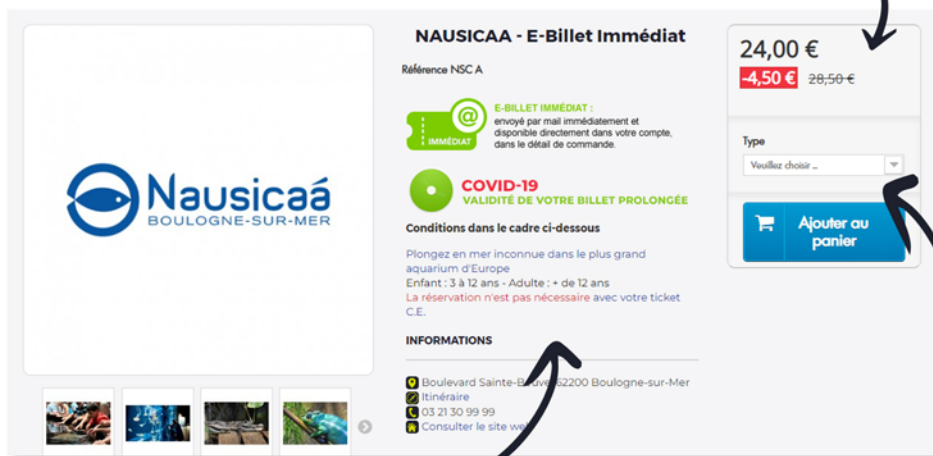 Nausicaá
BOULOGNE-SUR-MER
NAUSICAA - E-Billet Immédiat
Référence NSC A
IMMÉDIAT
@
E-BILLET IMMÉDIAT :
envoyé par mail immédiatement et
disponible directement dans votre compte,
dans le détail de commande.
COVID-19
VALIDITÉ DE VOTRE BILLET PROLONGÉE
Conditions dans le cadre ci-dessous
Plongez en mer inconnue dans le plus grand
aquarium d'Europe
Enfant : 3 à 12 ans - Adulte : + de 12 ans
La réservation n'est pas nécessaire avec votre ticket
C.E.
INFORMATIONS
Boulevard 62200 Boulogne-sur-Mer
Itinéraire
03 21 30 99 99
Consulter le site
24,00 €
-4,50 € 28,50 €
Type
Veuillez choisir ...
Ajouter au
panier